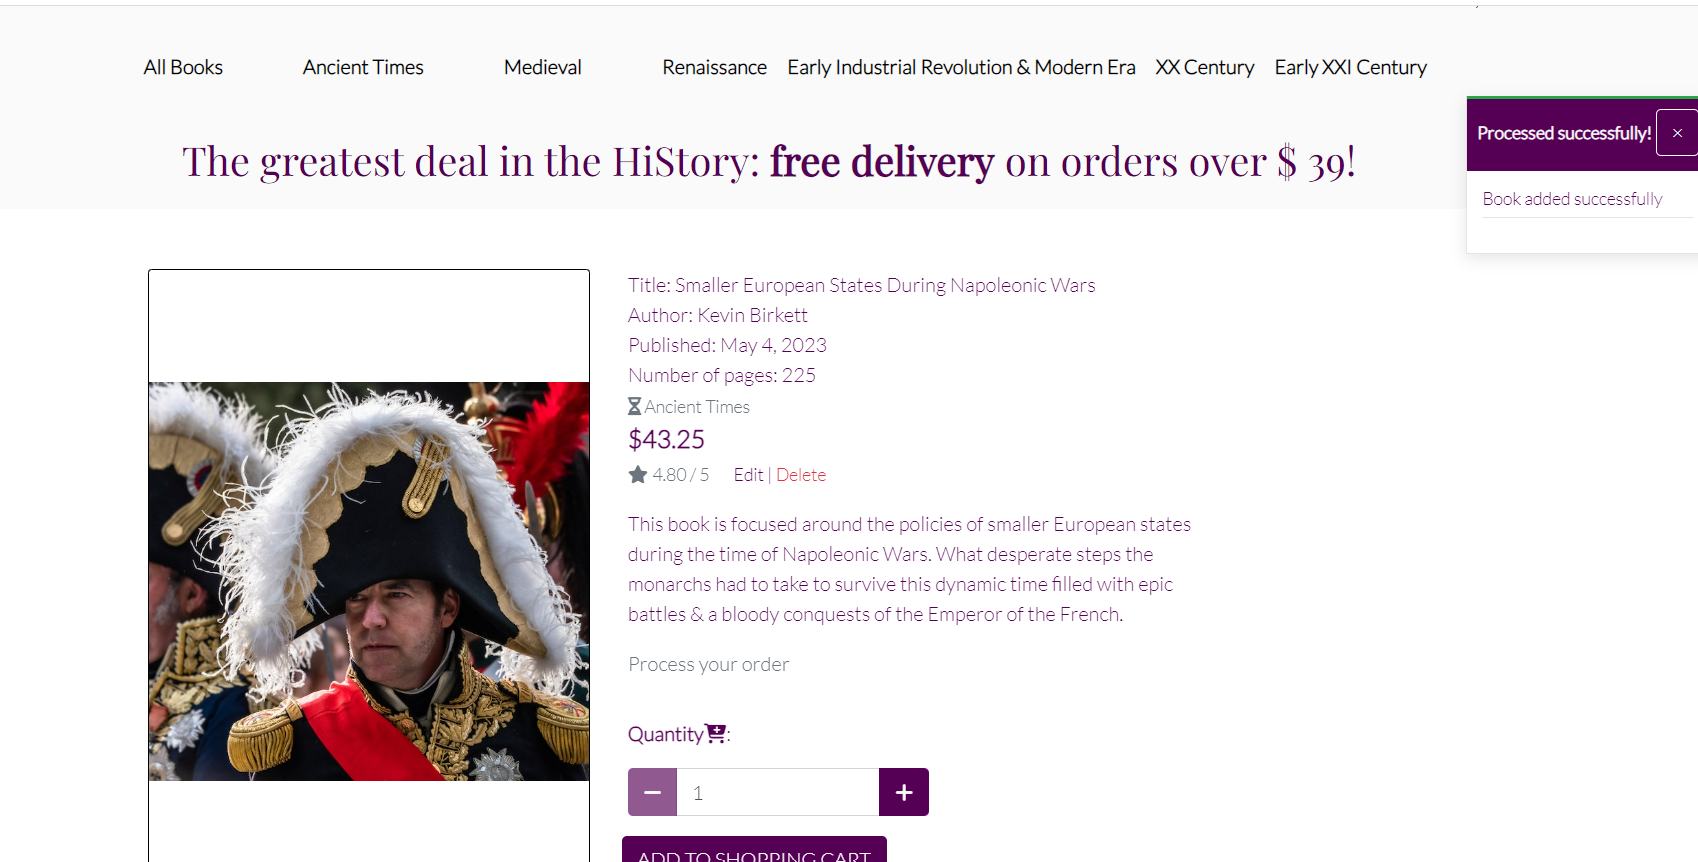 All Books Ancient Times Medieval Renaissance Early Industrial Revolution & Modern Era XX Century Early XXI Century
Processed successfully! ×
The greatest deal in the HiStory: free delivery on orders over $ 39!
Book added successfully
Title: Smaller European States During Napoleonic Wars
Author: Kevin Birkett
Published: May 4, 2023
Number of pages: 225
Ancient Times
$43.25
4.80 / 5 Edit | Delete
This book is focused around the policies of smaller European states
during the time of Napoleonic Wars. What desperate steps the
monarchs had to take to survive this dynamic time filled with epic
battles & a bloody conquests of the Emperor of the French.
Process your order
Quantity:
− 1 +
ADD TO SHOPPING CART